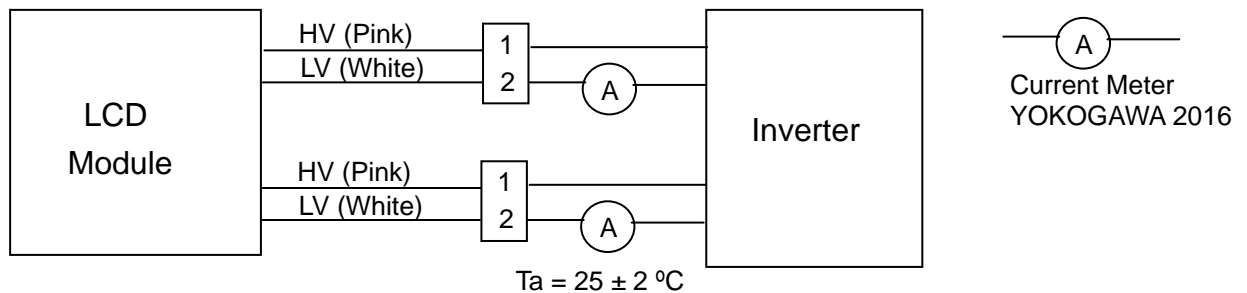 HV (Pink)
LV (White)
1
2
A
LCD
Module
Inverter
HV (Pink)
LV (White)
1
2
A
Ta = 25 ± 2 ºC
A
Current Meter
YOKOGAWA 2016